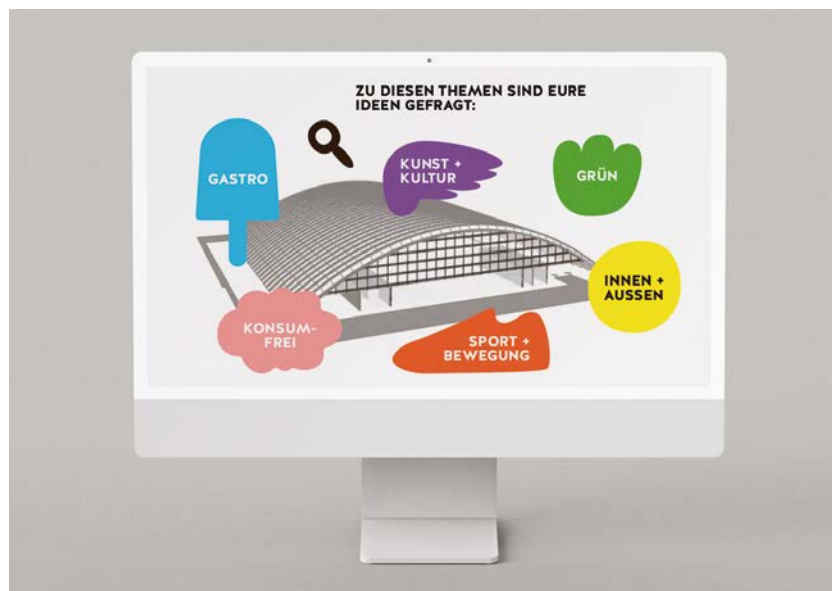 ZU DIESEN THEMEN SIND EURE
IDEEN GEFRAGT:
GASTRO
KUNST +
KULTUR
GRÜN
INNEN +
AUSSEN
KONSUM-
FREI
SPORT +
BEWEGUNG